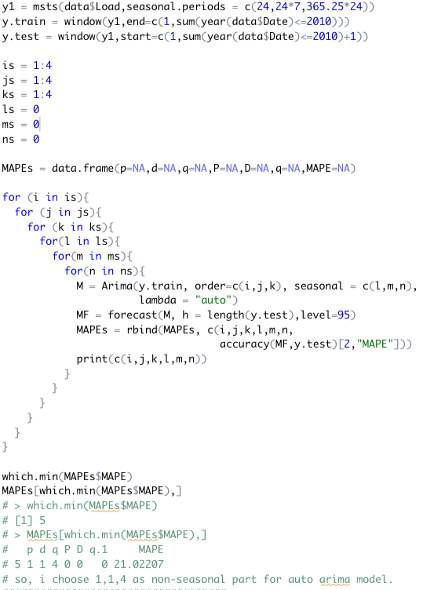 y1 = msts(data$Load,seasonal.periods = c(24,24*7,365.25*24))
y.train = window(y1,end=c(1,sum(year(data$Date)<=2010)))
y.test = window(y1,start=c(1,sum(year(data$Date)<=2010)+1))
is = 1:4
js = 1:4
ks = 1:4
ls = 0
ms = 0
ns = 0
MAPEs = data.frame(p=NA,d=NA,q=NA,P=NA,D=NA,q=NA,MAPE=NA)
for (i in is){
for (j in js){
for (k in ks){
for(l in ls){
for(m in ms){
for(n in ns){
M = Arima(y.train, order=c(i,j,k), seasonal = c(l,m,n),
lambda = "auto")
MF = forecast(M, h = length(y.test),level=95)
MAPEs = rbind(MAPEs, c(i,j,k,l,m,n,
accuracy(MF,y.test)[2,"MAPE"]))
print(c(i,j,k,l,m,n))
}
}
}
}
}
}
which.min(MAPEs$MAPE)
MAPEs[which.min(MAPEs$MAPE),]
# > which.min(MAPEs$MAPE)
# [1] 5
# > MAPEs[which.min(MAPEs$MAPE),]
# p d q P D q.1 MAPE
# 5 1 1 4 0 0 0 21.02207
# so, i choose 1,1,4 as non-seasonal part for auto arima model.